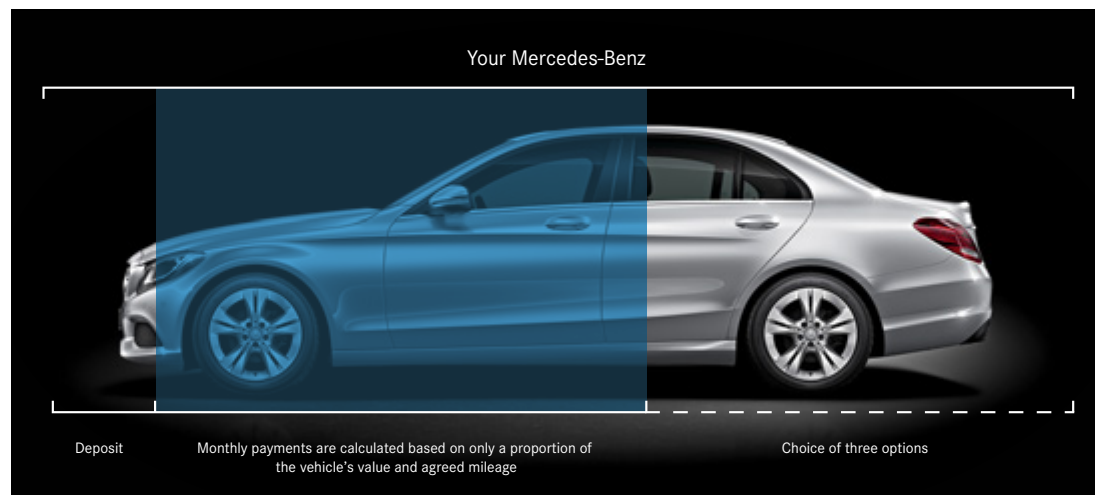 Your Mercedes-Benz
Deposit
Monthly payments are calculated based on only a proportion of
the vehicle's value and agreed mileage
Choice of three options